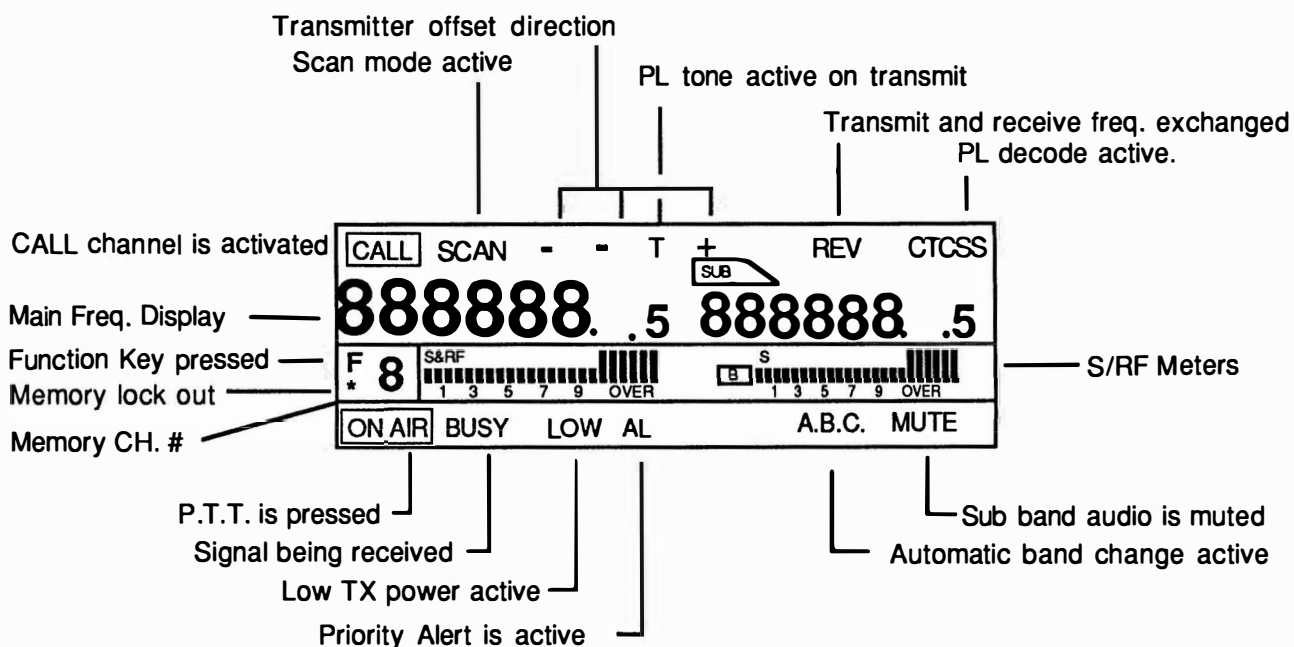 Transmitter offset direction
Scan mode active
PL tone active on transmit
Transmit and receive freq. exchanged
PL decode active.
CALL channel is activated
CALL SCAN - - T + REV CTCSS
SUB
Main Freq. Display
888888. .5 888888. .5
Function Key pressed
F
S&RF
S
8
B
S/RF Meters
Memory lock out
*
1 3 5 7 9 OVER
1 3 5 7 9 OVER
Memory CH. #
ON AIR BUSY LOW AL A.B.C. MUTE
P.T.T. is pressed
Sub band audio is muted
Signal being received
Automatic band change active
Low TX power active
Priority Alert is active